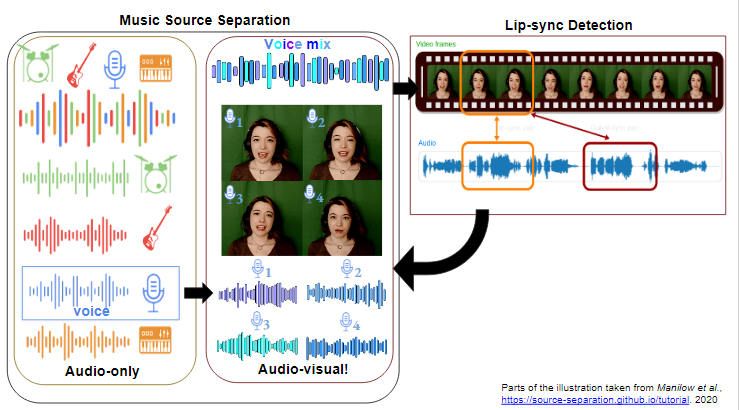 Music Source Separation
Lip-sync Detection
Voice mix
Video frames
1
2
3
4
Audio
voice
1
2
3
4
Audio-only
Audio-visual!
Parts of the illustration taken from Manilow et al.,
https://source-separation.github.io/tutorial. 2020